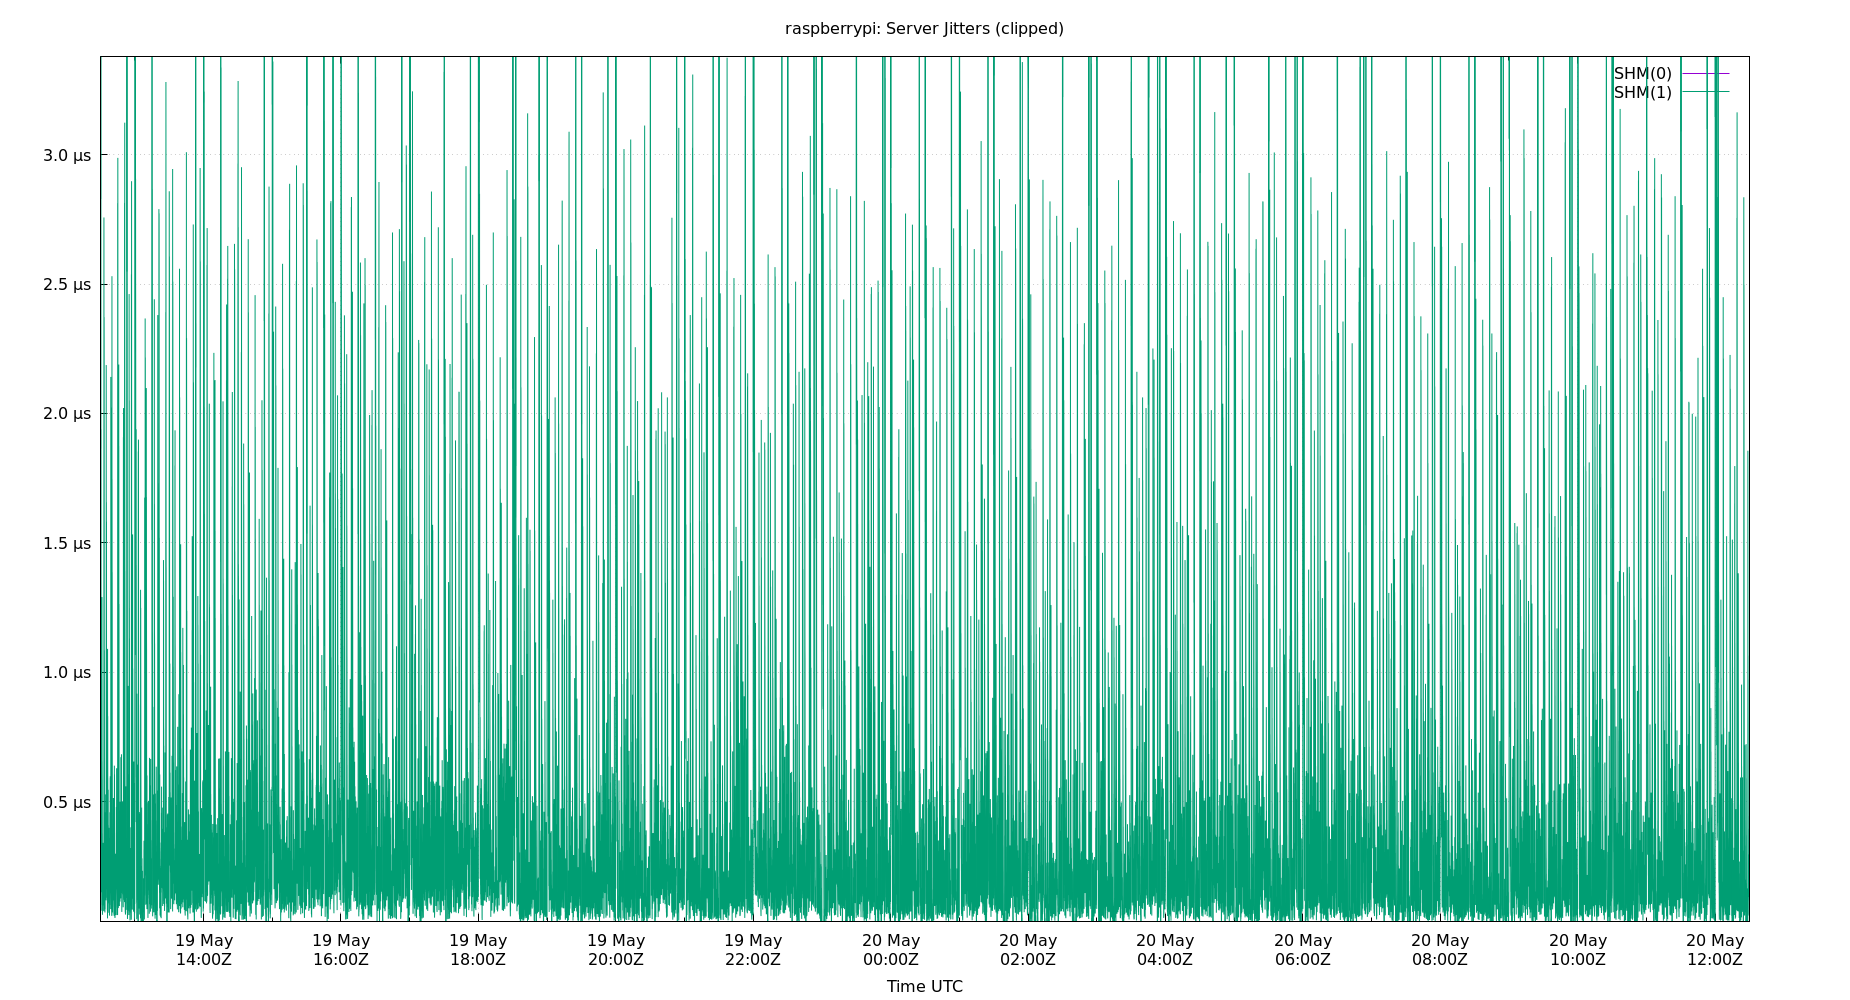 raspberrypi: Server Jitters (clipped)
SHM(0)
SHM(1)
3.0 µs
2.5 µs
2.0 µs
1.5 µs
1.0 µs
0.5 µs
19 May 19 May 19 May 19 May 19 May 20 May 20 May 20 May 20 May 20 May 20 May 20 May
14:00Z 16:00Z 18:00Z 20:00Z 22:00Z 00:00Z 02:00Z 04:00Z 06:00Z 08:00Z 10:00Z 12:00Z
Time UTC